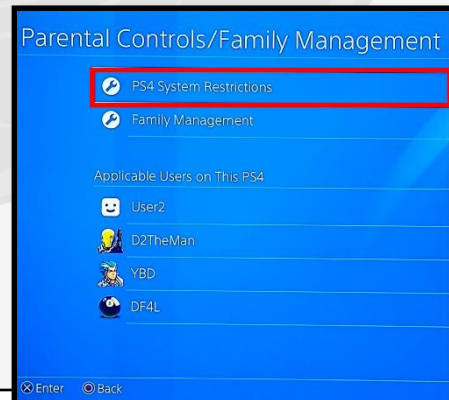 Parental Controls/Family Management
PS4 System Restrictions
Family Management
Applicable Users on This PS4
User2
D2TheMan
YBD
DF4L
Enter Back